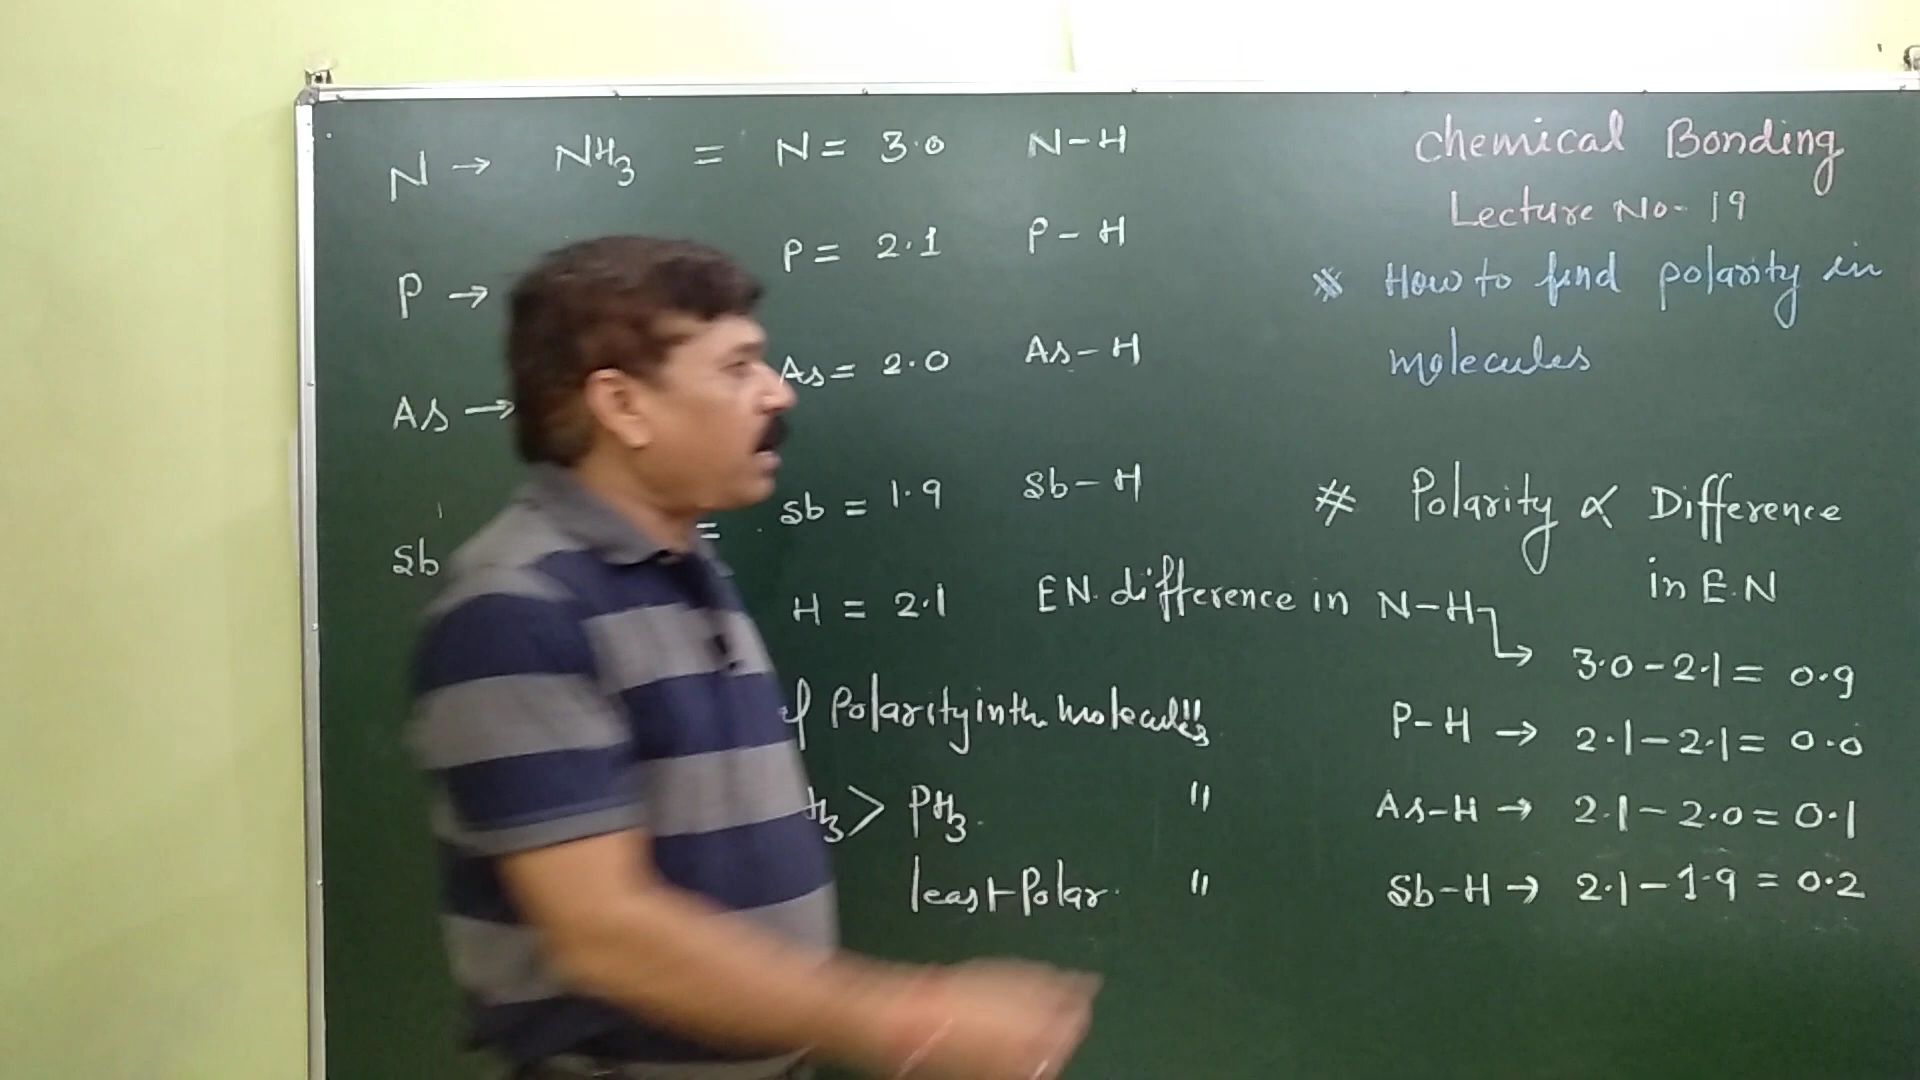 N → NH3 = N = 3.0 N-H
P → P = 2.1 P-H
As → As = 2.0 As-H
Sb = Sb = 1.9 Sb-H
H = 2.1
f Polarity in the molecules
H3 > PH3.
least Polar.
"
"
"
Chemical Bonding
Lecture No-19
* How to find polarity in
molecules
# Polarity ∝ Difference
in E.N
EN. difference in N-H
→ 3.0-2.1 = 0.9
P-H → 2.1-2.1 = 0.0
As-H → 2.1-2.0 = 0.1
Sb-H → 2.1-1.9 = 0.2